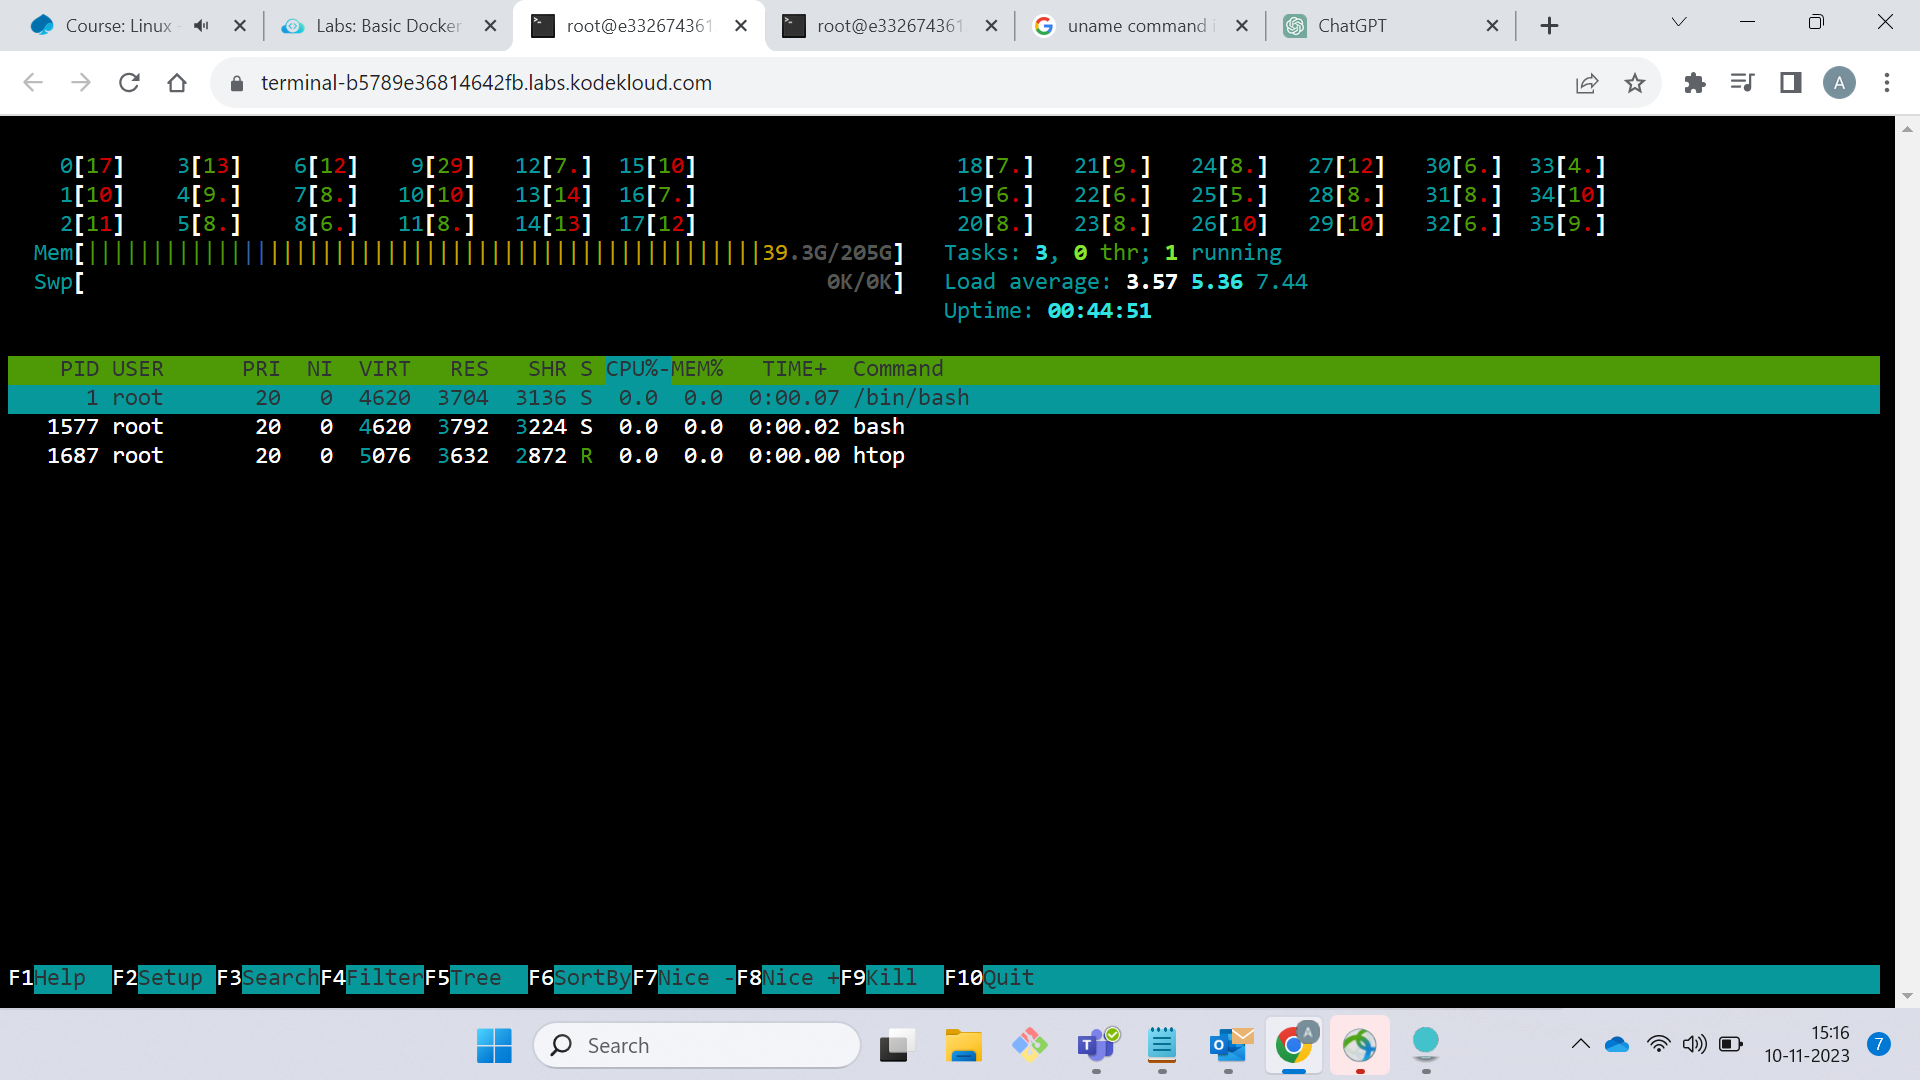 Course: Linux
Labs: Basic Docker
root@e332674361
root@e332674361
uname command i
ChatGPT
terminal-b5789e36814642fb.labs.kodekloud.com
A
0[17] 3[13] 6[12] 9[29] 12[7.] 15[10] 18[7.] 21[9.] 24[8.] 27[12] 30[6.] 33[4.]
1[10] 4[9.] 7[8.] 10[10] 13[14] 16[7.] 19[6.] 22[6.] 25[5.] 28[8.] 31[8.] 34[10]
2[11] 5[8.] 8[6.] 11[8.] 14[13] 17[12] 20[8.] 23[8.] 26[10] 29[10] 32[6.] 35[9.]
Mem[||||||||||||||||||||||||||||||||||||||||||||||||||||39.3G/205G] Tasks: 3, 0 thr; 1 running
Swp[ 0K/0K] Load average: 3.57 5.36 7.44
Uptime: 00:44:51
PID USER PRI NI VIRT RES SHR S CPU%-MEM% TIME+ Command
1 root 20 0 4620 3704 3136 S 0.0 0.0 0:00.07 /bin/bash
1577 root 20 0 4620 3792 3224 S 0.0 0.0 0:00.02 bash
1687 root 20 0 5076 3632 2872 R 0.0 0.0 0:00.00 htop
F1Help F2Setup F3SearchF4FilterF5Tree F6SortByF7Nice -F8Nice +F9Kill F10Quit
Search
A
15:16
10-11-2023
7